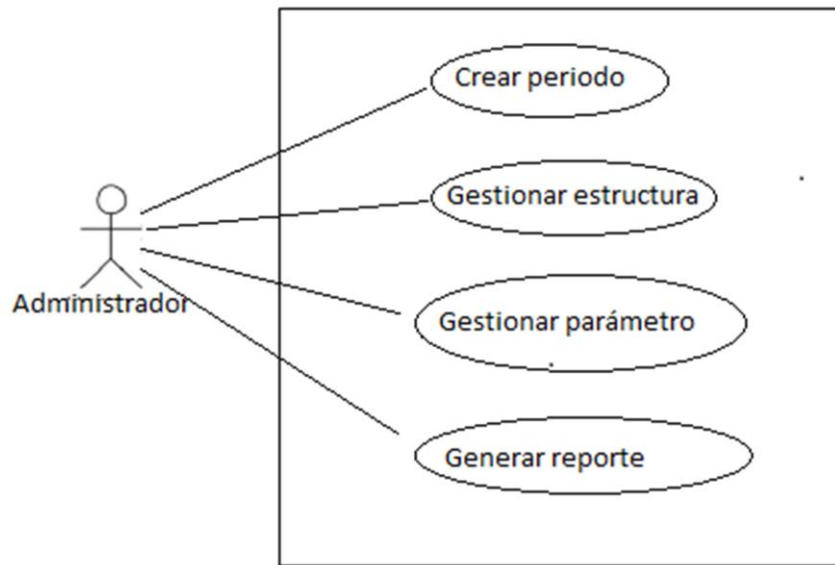 Crear periodo
Gestionar estructura
Administrador
Gestionar parámetro
Generar reporte